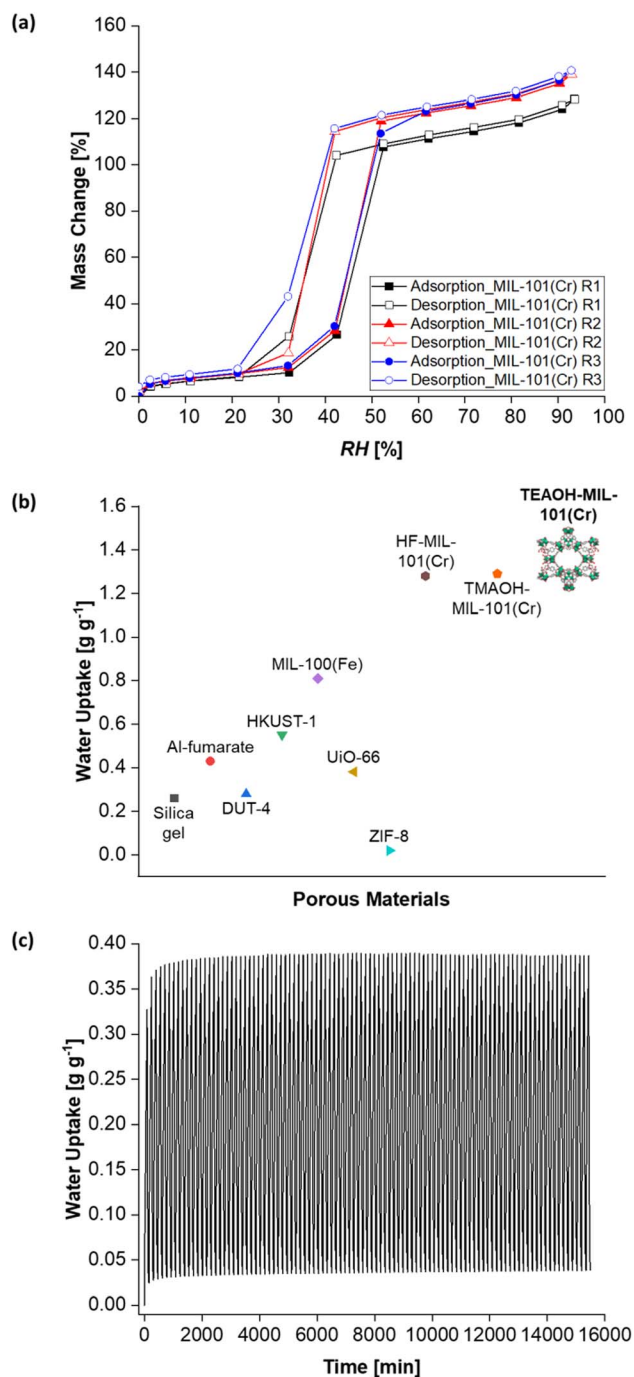 (a)
160
140
120
100
80
60
40
20
0
Mass Change [%]
Adsorption_MIL-101(Cr) R1
Desorption_MIL-101(Cr) R1
Adsorption_MIL-101(Cr) R2
Desorption_MIL-101(Cr) R2
Adsorption_MIL-101(Cr) R3
Desorption_MIL-101(Cr) R3
0 10 20 30 40 50 60 70 80 90 100
RH [%]
(b)
1.6
1.4
1.2
1.0
0.8
0.6
0.4
0.2
0.0
Water Uptake [g g⁻¹]
TEAOH-MIL-
101(Cr)
HF-MIL-
101(Cr)
TMAOH-
MIL-101(Cr)
MIL-100(Fe)
HKUST-1
Al-fumarate
UiO-66
Silica
gel
DUT-4
ZIF-8
Porous Materials
(c)
0.40
0.35
0.30
0.25
0.20
0.15
0.10
0.05
0.00
Water Uptake [g g⁻¹]
0 2000 4000 6000 8000 10000 12000 14000 16000
Time [min]